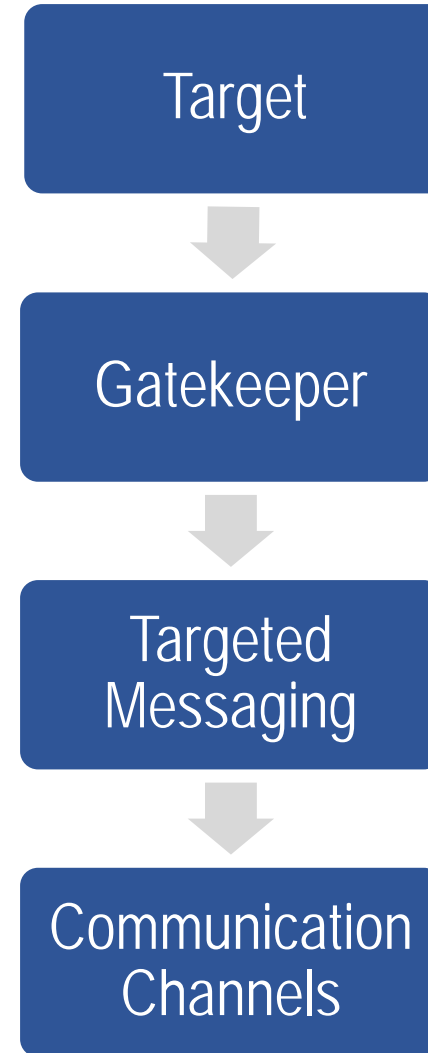 Target
Gatekeeper
Targeted
Messaging
Communication
Channels